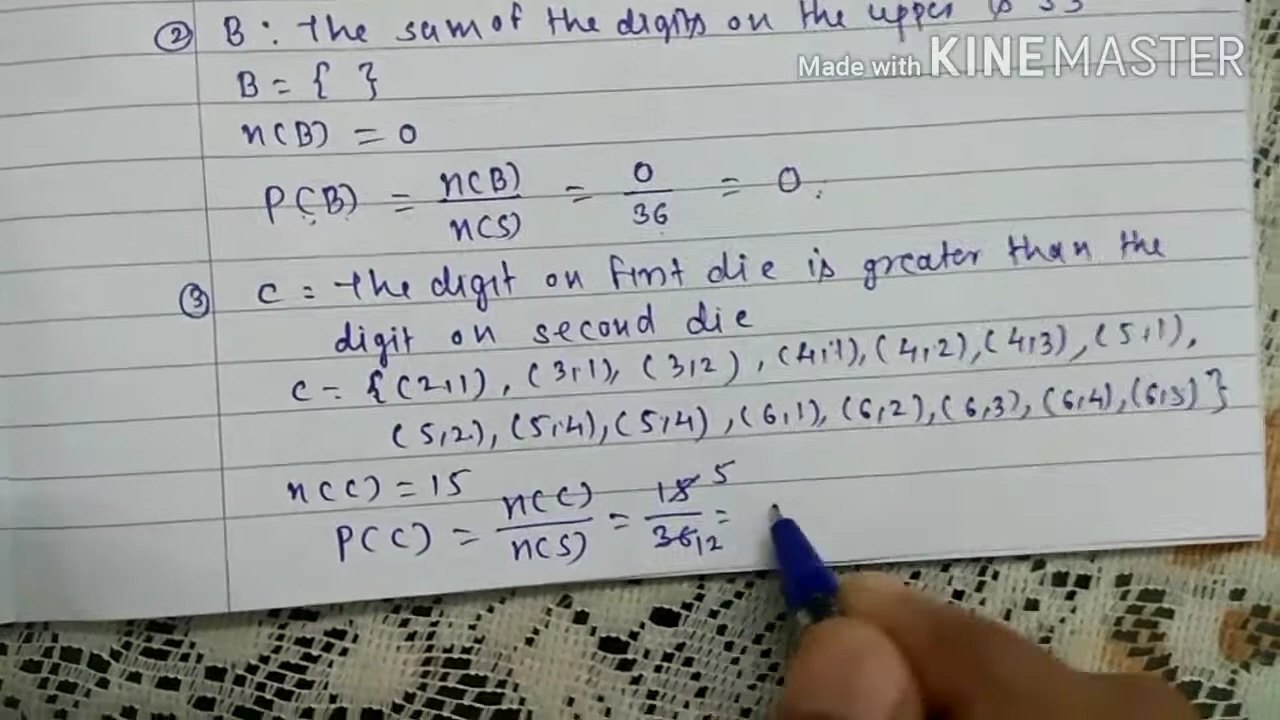 ② B : The sum of the digits on the upper is 33
Made with KINEMASTER
B = { }
n(B) = 0
P(B) = n(B)/n(S) = 0/36 = 0.
③ C = The digit on first die is greater than the
digit on second die
C = {(2,1), (3,1), (3,2), (4,1), (4,2), (4,3), (5,1),
(5,2), (5,4), (5,4), (6,1), (6,2), (6,3), (6,4), (6,5)}
n(C) = 15
P(C) = n(C)/n(S) = 15 5/36 12 =